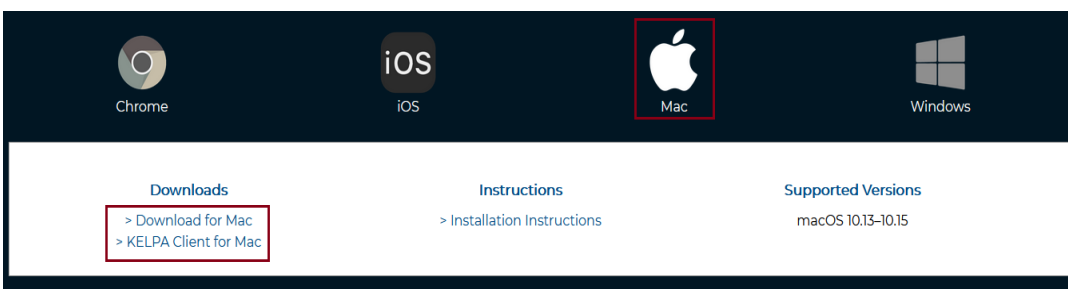 iOS
Chrome
iOS
Mac
Windows
Downloads
Instructions
Supported Versions
> Download for Mac
> Installation Instructions
macOS 10.13–10.15
> KELPA Client for Mac